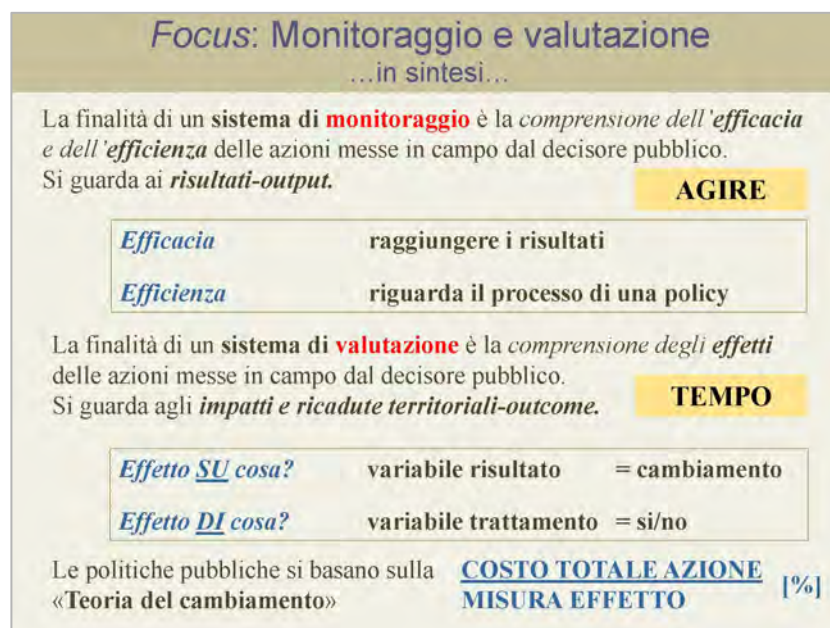 Focus: Monitoraggio e valutazione
…in sintesi…
La finalità di un sistema di monitoraggio è la comprensione dell'efficacia
e dell'efficienza delle azioni messe in campo dal decisore pubblico.
Si guarda ai risultati-output.
AGIRE
Efficacia raggiungere i risultati
Efficienza riguarda il processo di una policy
La finalità di un sistema di valutazione è la comprensione degli effetti
delle azioni messe in campo dal decisore pubblico.
Si guarda agli impatti e ricadute territoriali-outcome.
TEMPO
Effetto SU cosa? variabile risultato = cambiamento
Effetto DI cosa? variabile trattamento = si/no
Le politiche pubbliche si basano sulla
«Teoria del cambiamento»
COSTO TOTALE AZIONE
MISURA EFFETTO
[%]